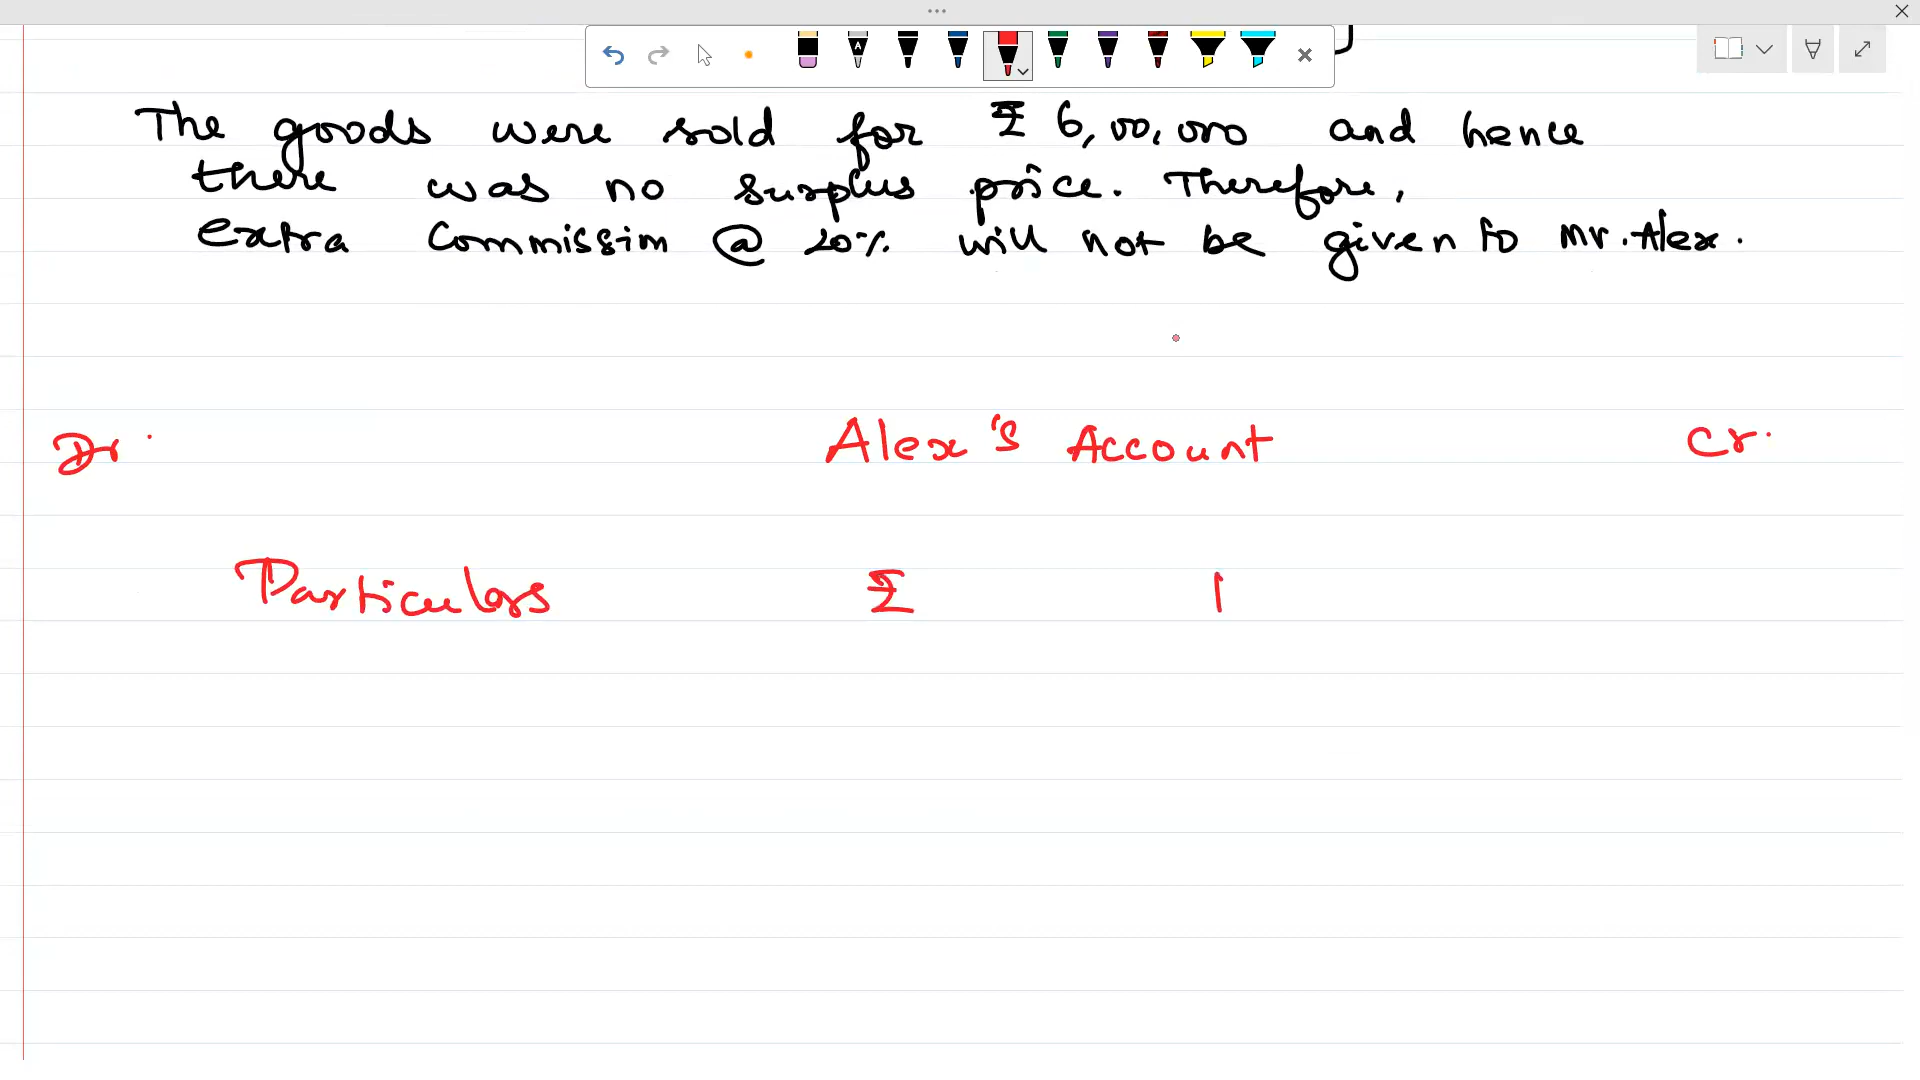 The goods were sold for ₹ 6,00,000 and hence
there was no surplus price. Therefore,
extra Commission @ 20% will not be given to Mr. Alex.
Dr. Alex's Account Cr.
Particulars ₹